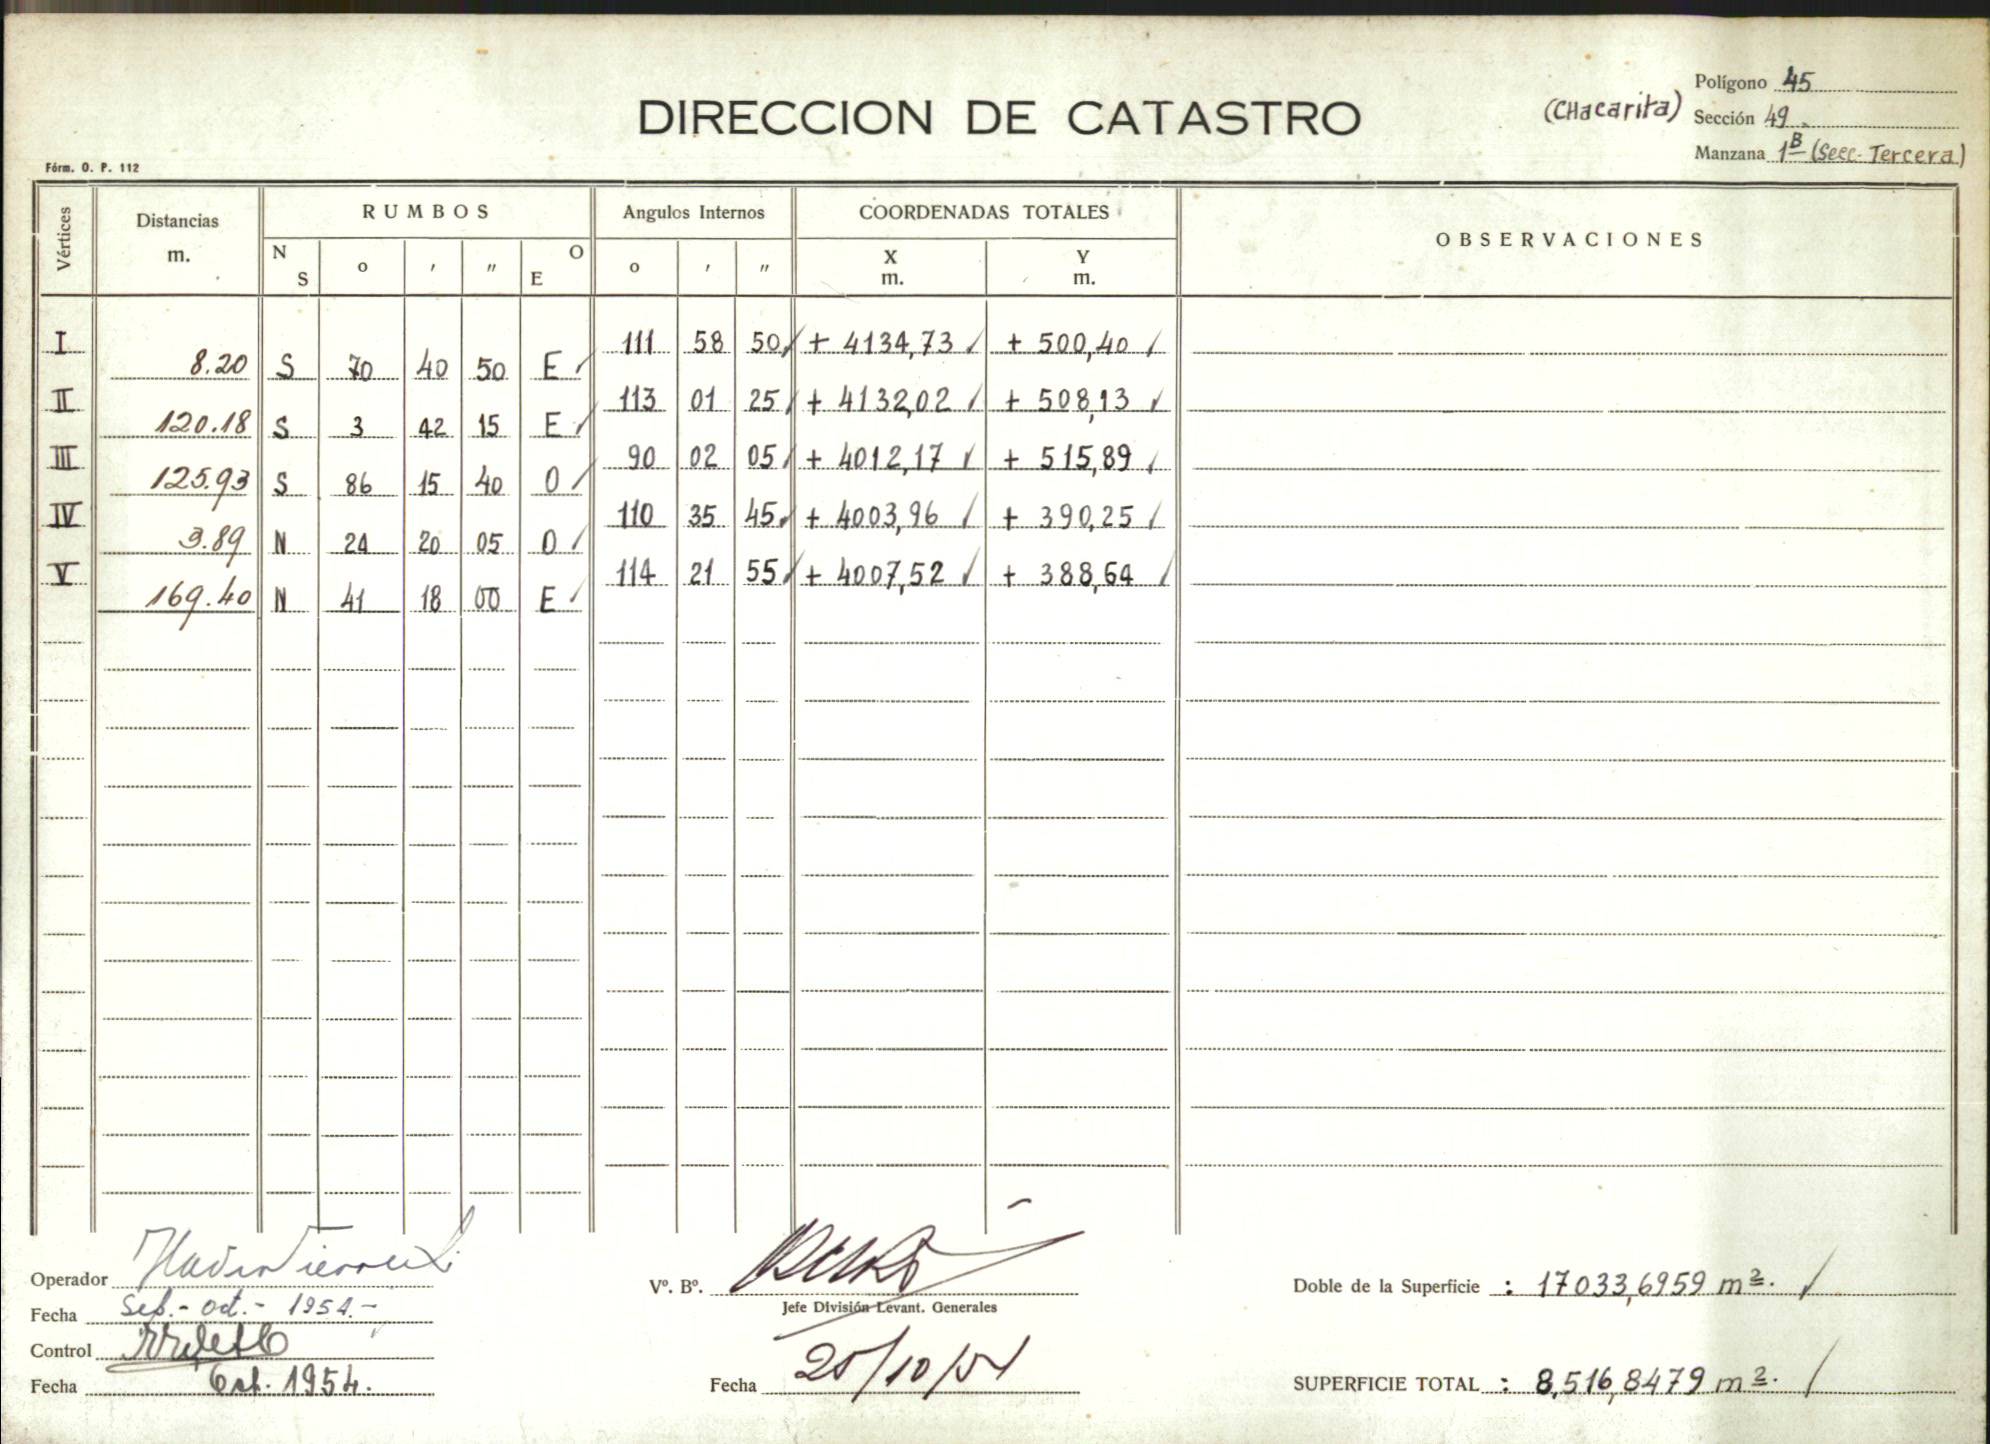 Polígono 45
DIRECCION DE CATASTRO
(CHacarita) Sección 49
Manzana 1B (Secc. Tercera)
Fórm. O. P. 112
Vértices Distancias m. RUMBOS Angulos Internos COORDENADAS TOTALES OBSERVACIONES
N S o ′ ″ O E o ′ ″ X m. Y m.
I 111 58 50 + 4134,73 + 500,40
8.20 S 70 40 50 E
II 113 01 25 + 4132,02 + 508,13
120.18 S 3 42 15 E
III 90 02 05 + 4012,17 + 515,89
125.93 S 86 15 40 O
IV 110 35 45 + 4003,96 + 390,25
3.89 N 24 20 05 O
V 114 21 55 + 4007,52 + 388,64
169.40 N 41 18 00 E
Operador
Vº. Bº.
Doble de la Superficie : 17033,6959 m2.
Fecha Set.- oct.- 1954.-
Jefe División Levant. Generales
Control
Fecha Oct. 1954.
Fecha 25/10/54
SUPERFICIE TOTAL : 8,516,8479 m2.